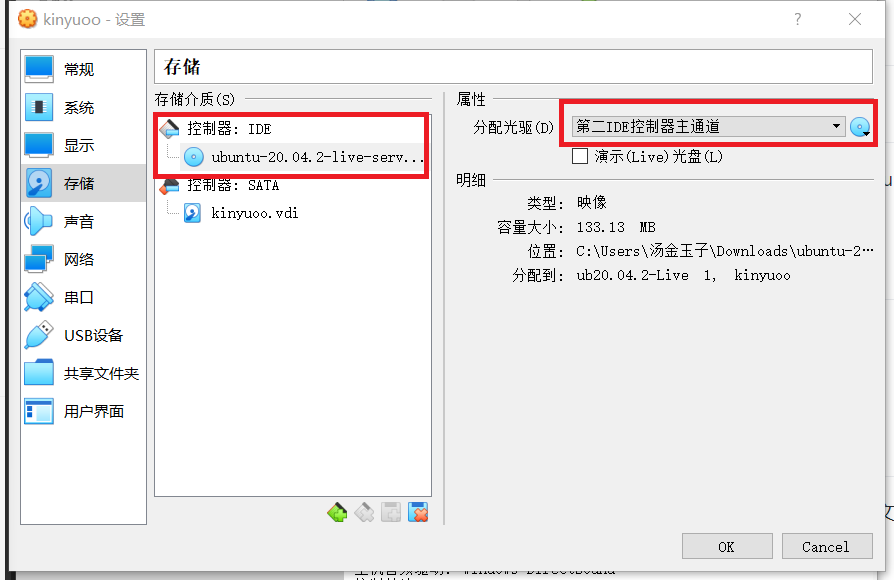 kinyuoo - 设置
?
常规
系统
显示
存储
声音
网络
串口
USB设备
共享文件夹
用户界面
存储
存储介质(S)
控制器: IDE
ubuntu-20.04.2-live-serv...
控制器: SATA
kinyuoo.vdi
属性
分配光驱(D)
第二IDE控制器主通道
演示(Live)光盘(L)
明细
类型: 映像
容量大小: 133.13 MB
位置: C:\Users\汤金王子\Downloads\ubuntu-2…
分配到: ub20.04.2-Live 1, kinyuoo
OK
Cancel